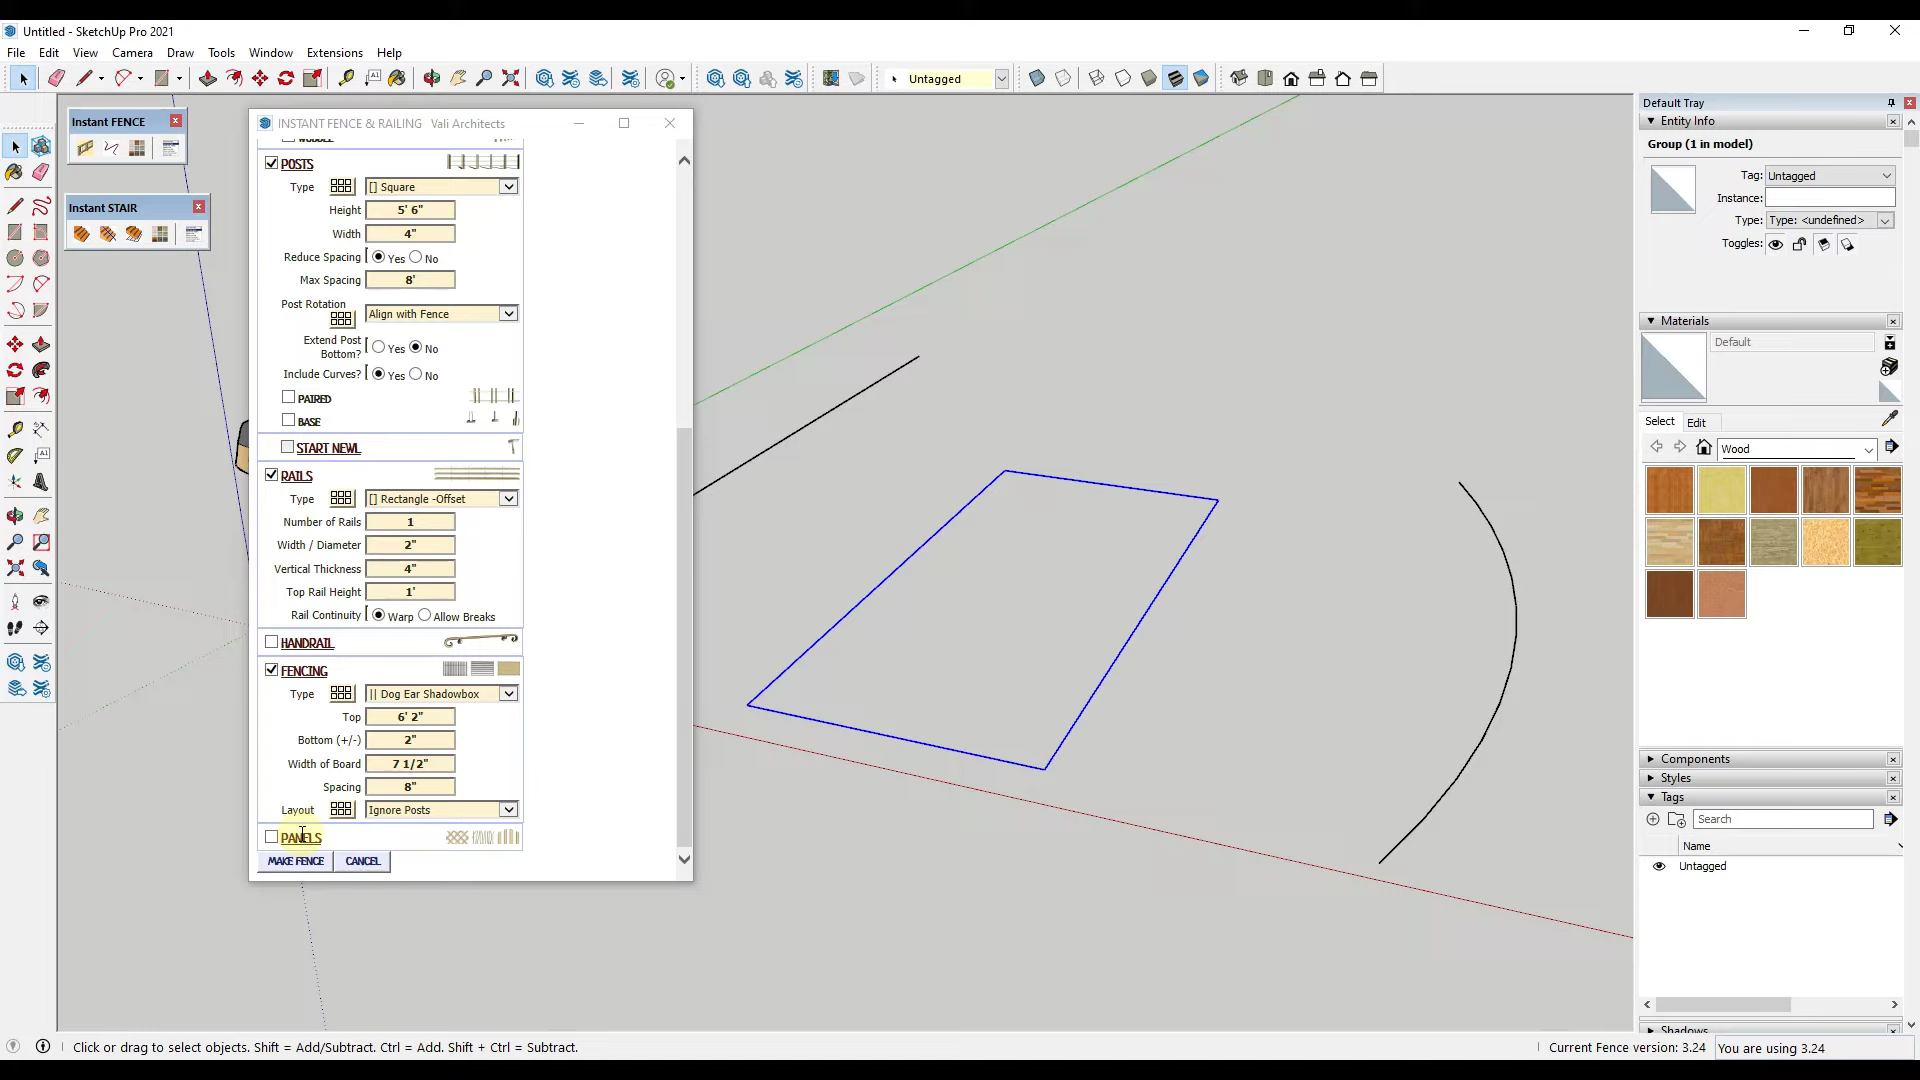 Untitled - SketchUp Pro 2021
File Edit View Camera Draw Tools Window Extensions Help
A1
Untagged
Instant FENCE
Instant STAIR
INSTANT FENCE & RAILING Vali Architects
WOBBLE
POSTS
Type [] Square
Height 5' 6"
Width 4"
Reduce Spacing Yes No
Max Spacing 8'
Post Rotation
Align with Fence
Extend Post
Bottom? Yes No
Include Curves? Yes No
PAIRED
BASE
START NEWL
RAILS
Type [] Rectangle -Offset
Number of Rails 1
Width / Diameter 2"
Vertical Thickness 4"
Top Rail Height 1'
Rail Continuity Warp Allow Breaks
HANDRAIL
FENCING
Type || Dog Ear Shadowbox
Top 6' 2"
Bottom (+/-) 2"
Width of Board 7 1/2"
Spacing 8"
Layout Ignore Posts
PANELS
MAKE FENCE CANCEL
Default Tray
Entity Info
Group (1 in model)
Tag: Untagged
Instance:
Type: Type: <undefined>
Toggles:
Materials
Default
Select Edit
Wood
Components
Styles
Tags
Search
Name
Untagged
Shadows
Click or drag to select objects. Shift = Add/Subtract. Ctrl = Add. Shift + Ctrl = Subtract.
Current Fence version: 3.24 You are using 3.24